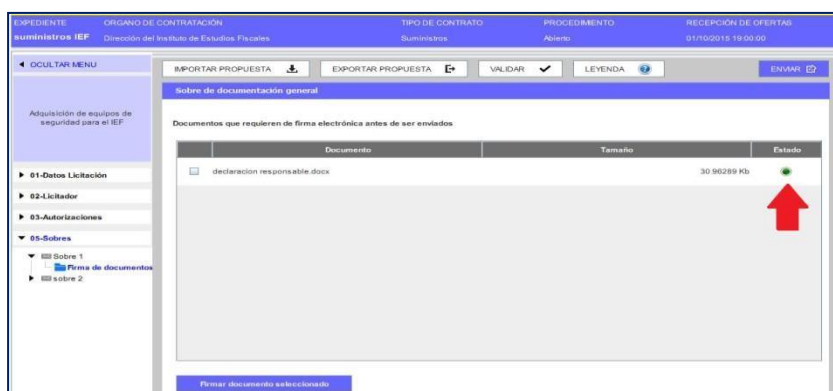 EXPEDIENTE ORGANO DE CONTRATACIÓN TIPO DE CONTRATO PROCEDIMIENTO RECEPCIÓN DE OFERTAS
suministros IEF Dirección del Instituto de Estudios Fiscales Suministros Abierto 01/10/2015 19:00:00
OCULTAR MENU
IMPORTAR PROPUESTA EXPORTAR PROPUESTA VALIDAR LEYENDA ENVIAR
Sobre de documentación general
Adquisición de equipos de
seguridad para el IEF
Documentos que requieren de firma electrónica antes de ser enviados
Documento Tamaño Estado
declaracion responsable.docx 30.96289 Kb
01-Datos Licitación
02-Licitador
03-Autorizaciones
05-Sobres
Sobre 1
Firma de documentos
sobre 2
Firmar documento seleccionado